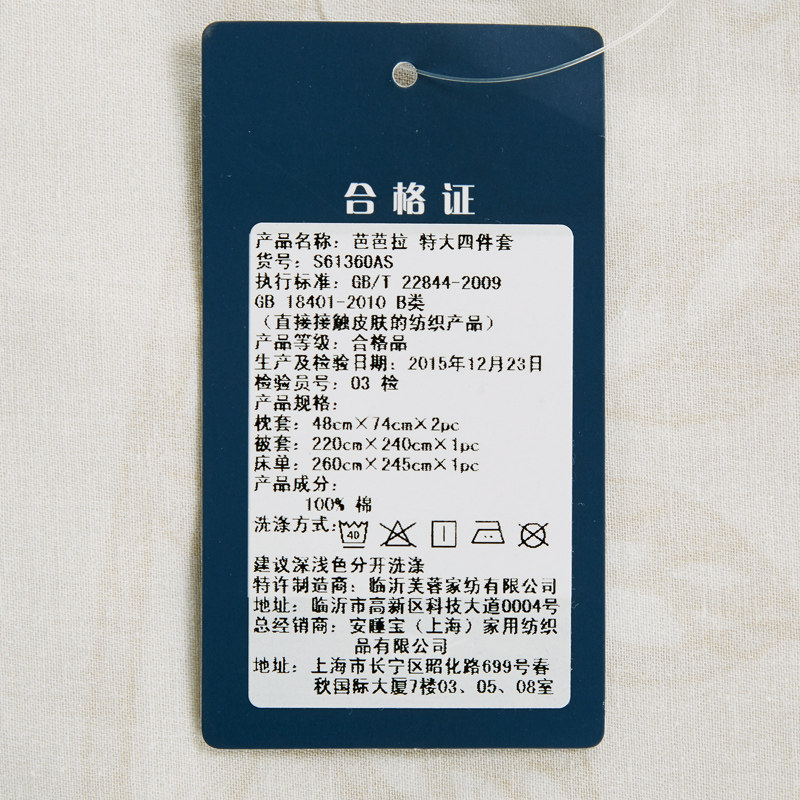 合格证
产品名称：芭芭拉 特大四件套
货号：S61360AS
执行标准：GB/T 22844-2009
GB 18401-2010 B类
（直接接触皮肤的纺织产品）
产品等级：合格品
生产及检验日期：2015年12月23日
检验员号：03 检
产品规格：
枕套：48cm×74cm×2pc
被套：220cm×240cm×1pc
床单：260cm×245cm×1pc
产品成分：
100% 棉
洗涤方式：40
建议深浅色分开洗涤
特许制造商：临沂芙蓉家纺有限公司
地址：临沂市高新区科技大道0004号
总经销商：安睡宝（上海）家用纺织
品有限公司
地址：上海市长宁区昭化路699号春
秋国际大厦7楼03、05、08室